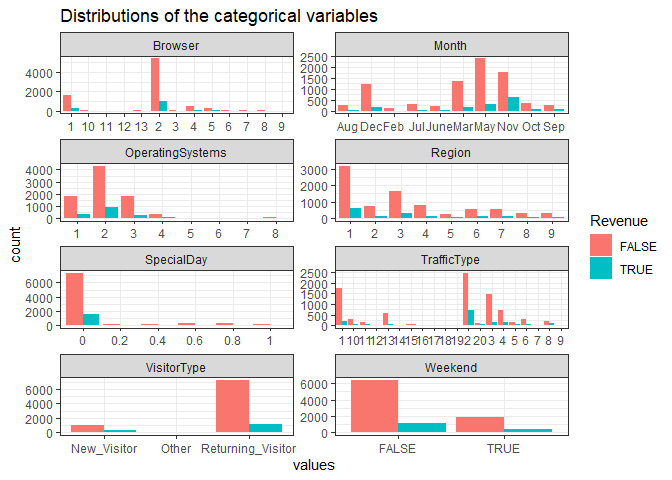 Distributions of the categorical variables
Browser
4000
2000
0
1 10 11 12 13 2 3 4 5 6 7 8 9
Month
2500
2000
1500
1000
500
0
Aug Dec Feb Jul June Mar May Nov Oct Sep
OperatingSystems
4000
3000
2000
1000
0
1 2 3 4 5 6 7 8
Region
3000
2000
1000
0
1 2 3 4 5 6 7 8 9
SpecialDay
6000
4000
2000
0
0 0.2 0.4 0.6 0.8 1
TrafficType
2500
2000
1500
1000
500
0
1 10 11 12 13 14 15 16 17 18 19 2 20 3 4 5 6 7 8 9
VisitorType
6000
4000
2000
0
New_Visitor Other Returning_Visitor
Weekend
6000
4000
2000
0
FALSE TRUE
count
values
Revenue
FALSE
TRUE